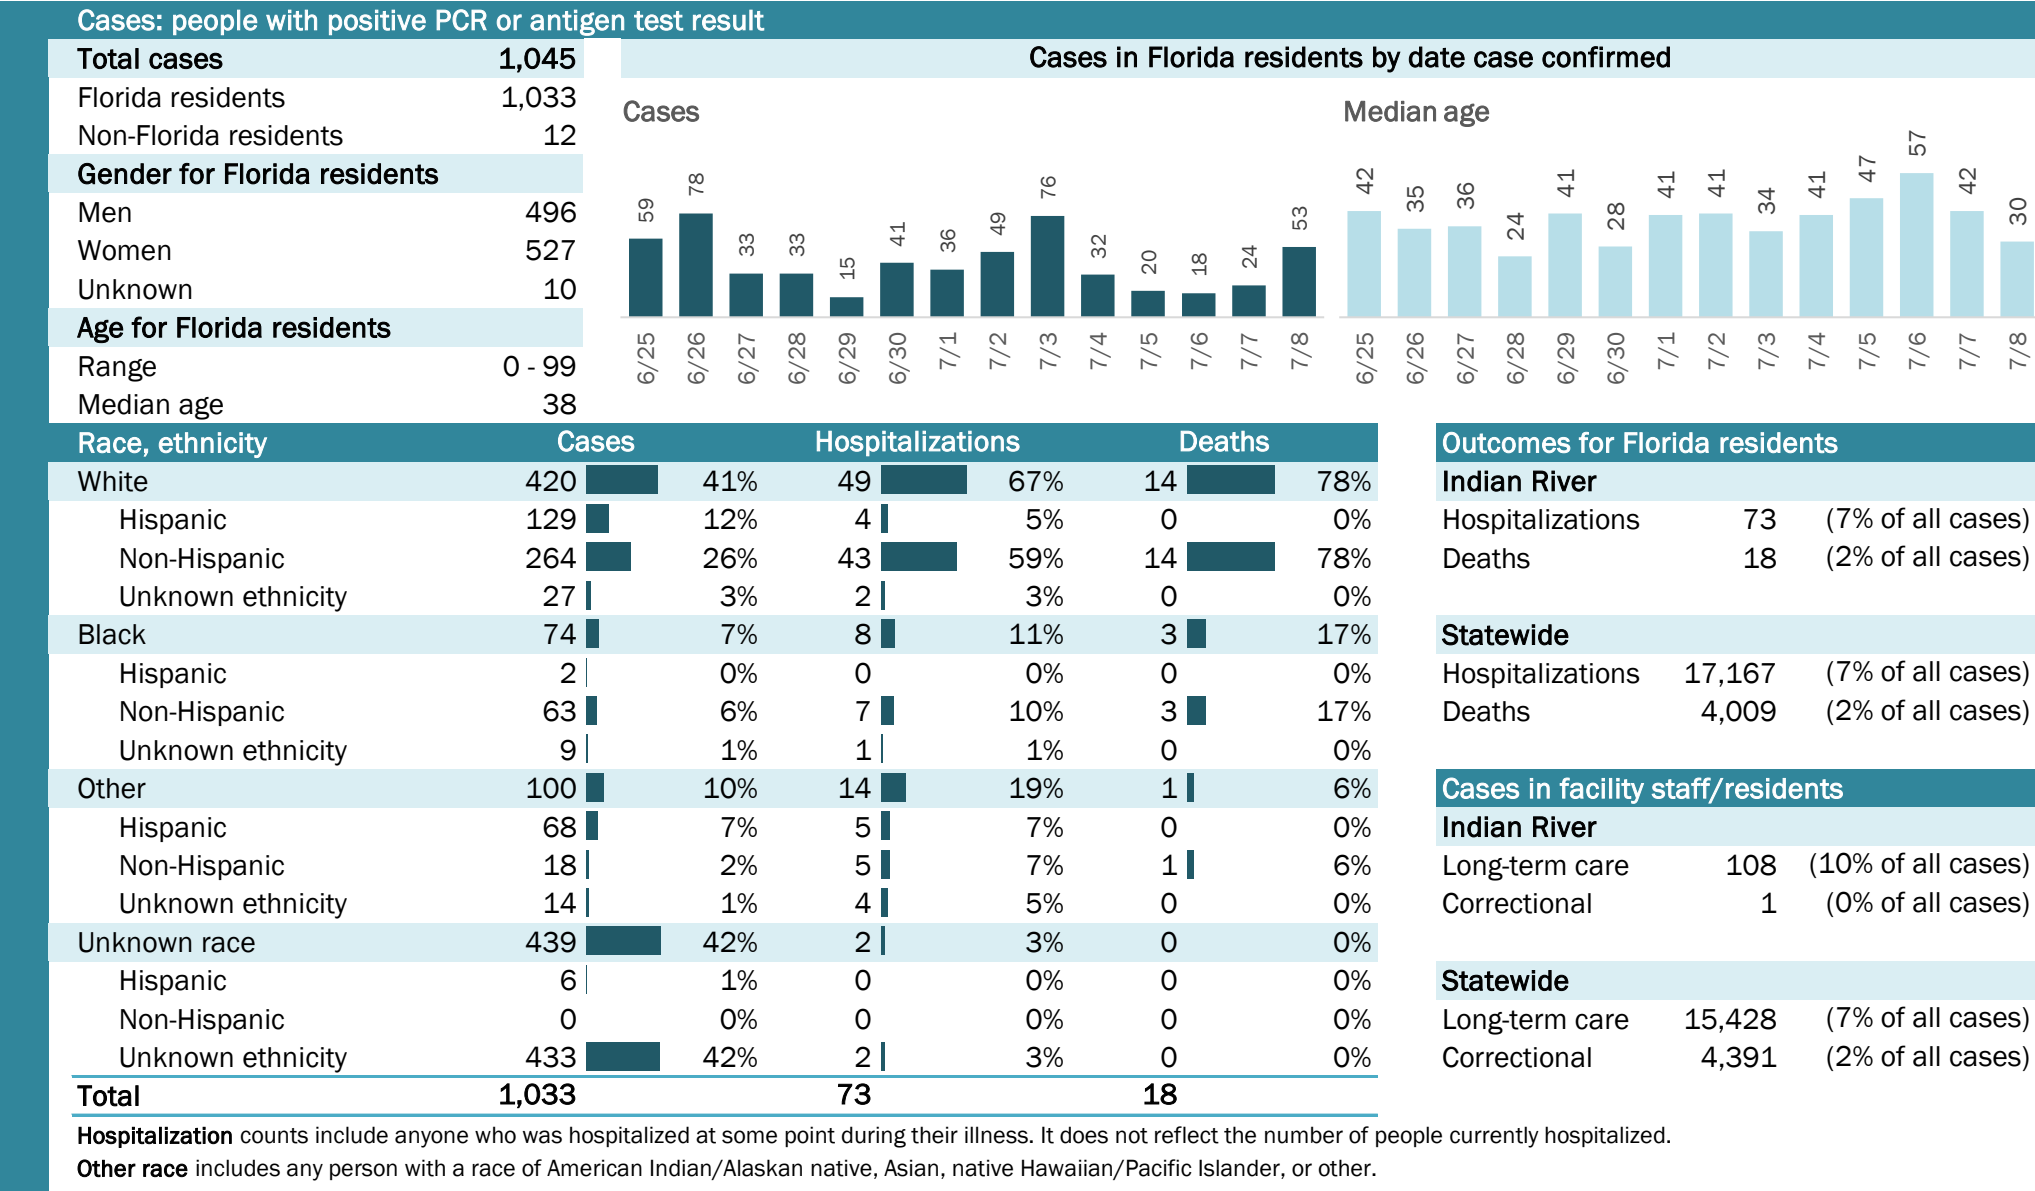 Cases: people with positive PCR or antigen test result
Total cases 1,045
Florida residents 1,033
Non-Florida residents 12
Gender for Florida residents
Men 496
Women 527
Unknown 10
Age for Florida residents
Range 0 - 99
Median age 38
Cases in Florida residents by date case confirmed
Cases
59 78 33 33 15 41 36 49 76 32 20 18 24 53
6/25 6/26 6/27 6/28 6/29 6/30 7/1 7/2 7/3 7/4 7/5 7/6 7/7 7/8
Median age
42 35 36 24 41 28 41 41 34 41 47 57 42 30
6/25 6/26 6/27 6/28 6/29 6/30 7/1 7/2 7/3 7/4 7/5 7/6 7/7 7/8
Race, ethnicity Cases Hospitalizations Deaths
White 420 41% 49 67% 14 78%
Hispanic 129 12% 4 5% 0 0%
Non-Hispanic 264 26% 43 59% 14 78%
Unknown ethnicity 27 3% 2 3% 0 0%
Black 74 7% 8 11% 3 17%
Hispanic 2 0% 0 0% 0 0%
Non-Hispanic 63 6% 7 10% 3 17%
Unknown ethnicity 9 1% 1 1% 0 0%
Other 100 10% 14 19% 1 6%
Hispanic 68 7% 5 7% 0 0%
Non-Hispanic 18 2% 5 7% 1 6%
Unknown ethnicity 14 1% 4 5% 0 0%
Unknown race 439 42% 2 3% 0 0%
Hispanic 6 1% 0 0% 0 0%
Non-Hispanic 0 0% 0 0% 0 0%
Unknown ethnicity 433 42% 2 3% 0 0%
Total 1,033 73 18
Outcomes for Florida residents
Indian River
Hospitalizations 73 (7% of all cases)
Deaths 18 (2% of all cases)
Statewide
Hospitalizations 17,167 (7% of all cases)
Deaths 4,009 (2% of all cases)
Cases in facility staff/residents
Indian River
Long-term care 108 (10% of all cases)
Correctional 1 (0% of all cases)
Statewide
Long-term care 15,428 (7% of all cases)
Correctional 4,391 (2% of all cases)
Hospitalization counts include anyone who was hospitalized at some point during their illness. It does not reflect the number of people currently hospitalized.
Other race includes any person with a race of American Indian/Alaskan native, Asian, native Hawaiian/Pacific Islander, or other.